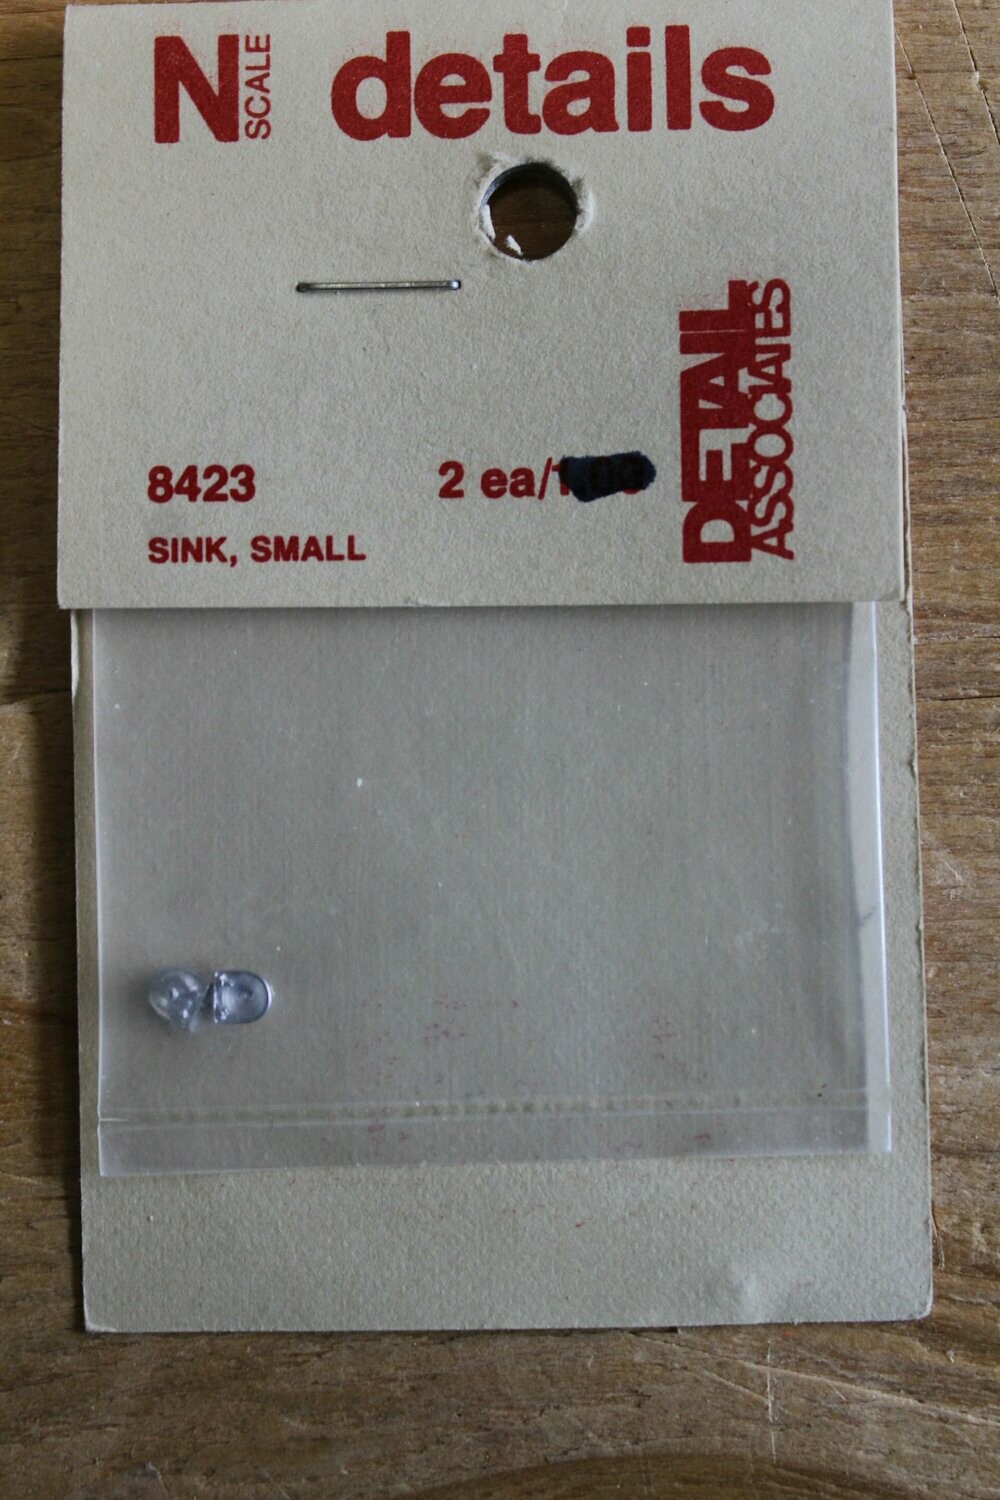 N SCALE details
8423 2 ea/
SINK, SMALL
DETAIL
ASSOCIATES